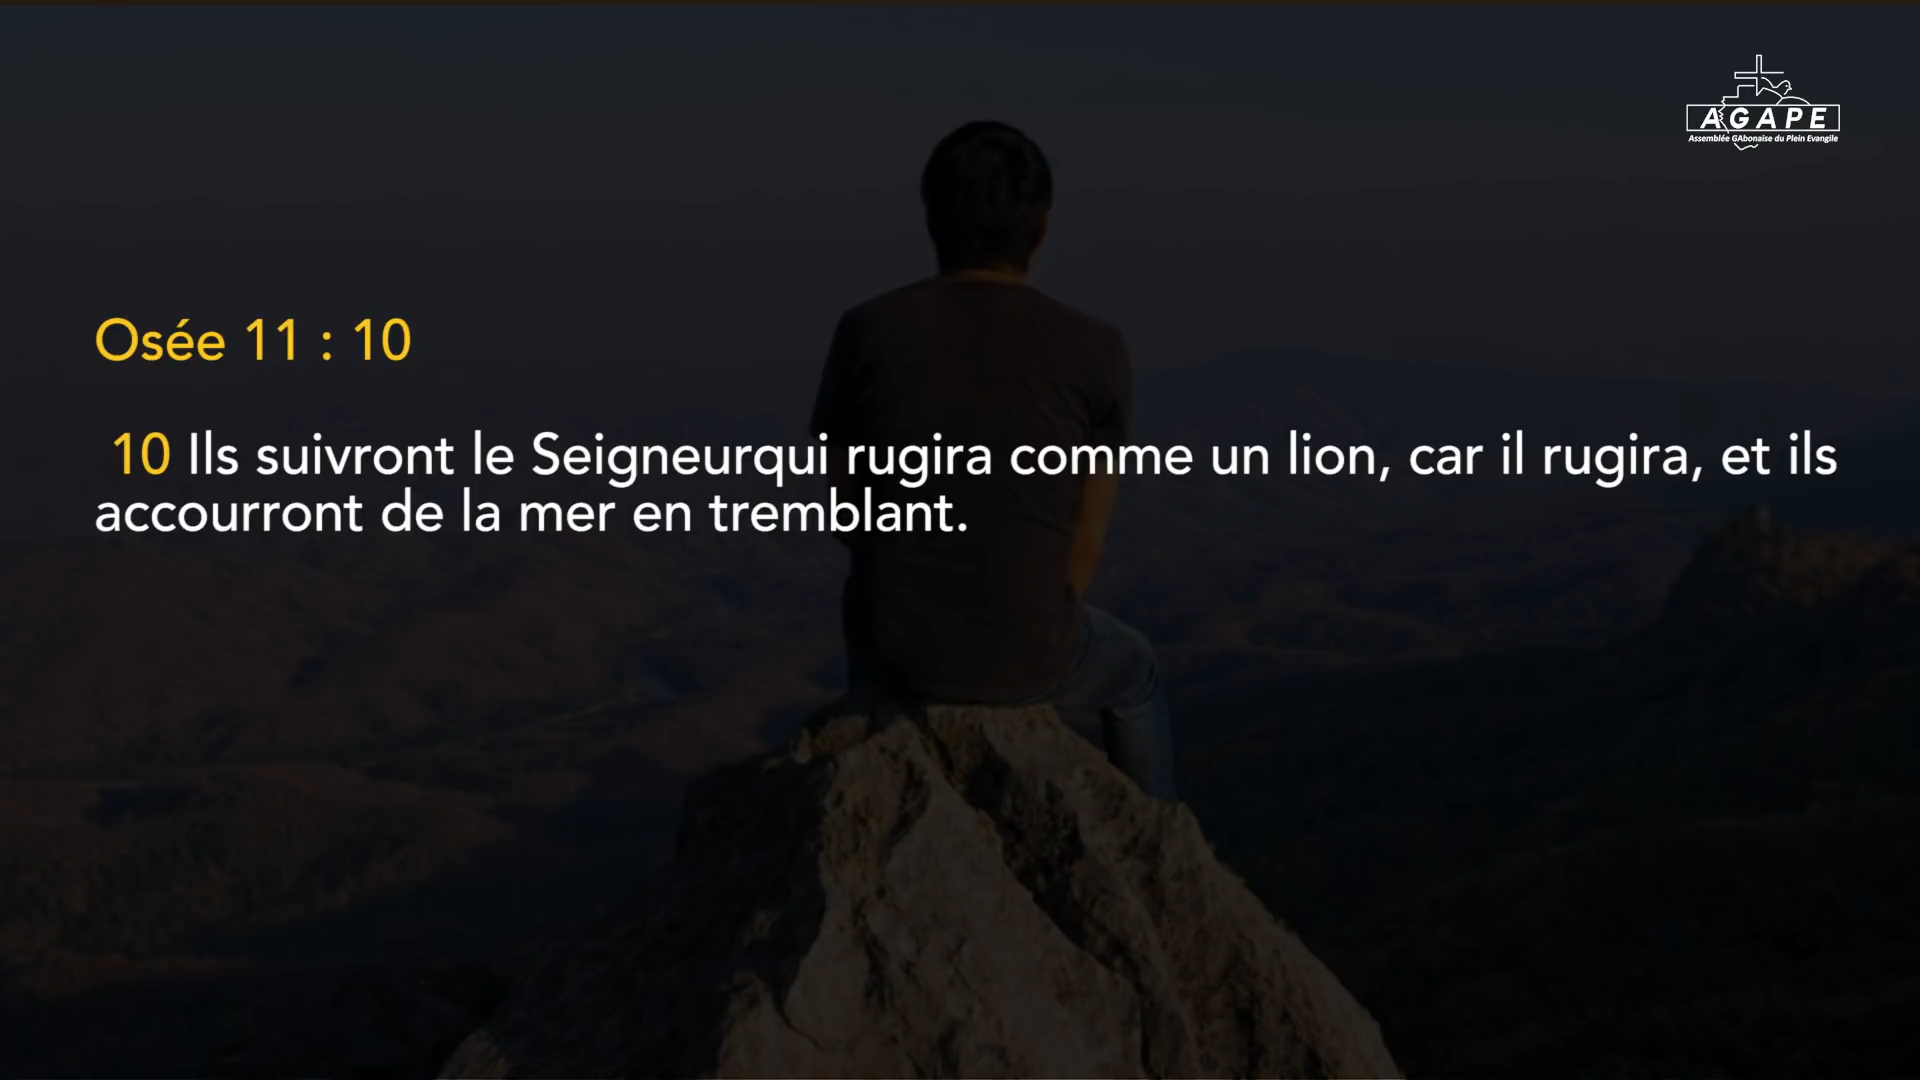 AGAPE
Assemblée GAbonaise du Plein Evangile
Osée 11 : 10
10 Ils suivront le Seigneurqui rugira comme un lion, car il rugira, et ils
accourront de la mer en tremblant.